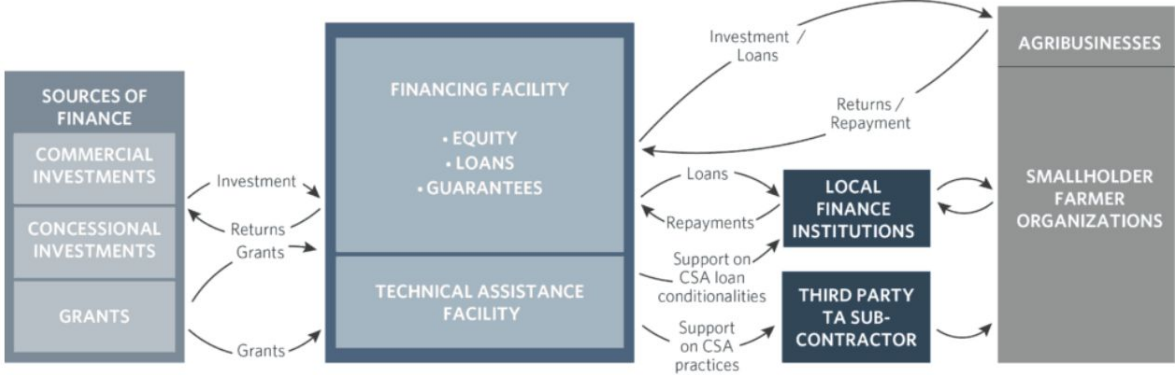 SOURCES OF
FINANCE
COMMERCIAL
INVESTMENTS
CONCESSIONAL
INVESTMENTS
GRANTS
Investment
Returns
Grants
Grants
FINANCING FACILITY
• EQUITY
• LOANS
• GUARANTEES
TECHNICAL ASSISTANCE
FACILITY
Investment /
Loans
Returns /
Repayment
Loans
Repayments
Support on
CSA loan
conditionalities
Support
on CSA
practices
LOCAL
FINANCE
INSTITUTIONS
THIRD PARTY
TA SUB-
CONTRACTOR
AGRIBUSINESSES
SMALLHOLDER
FARMER
ORGANIZATIONS